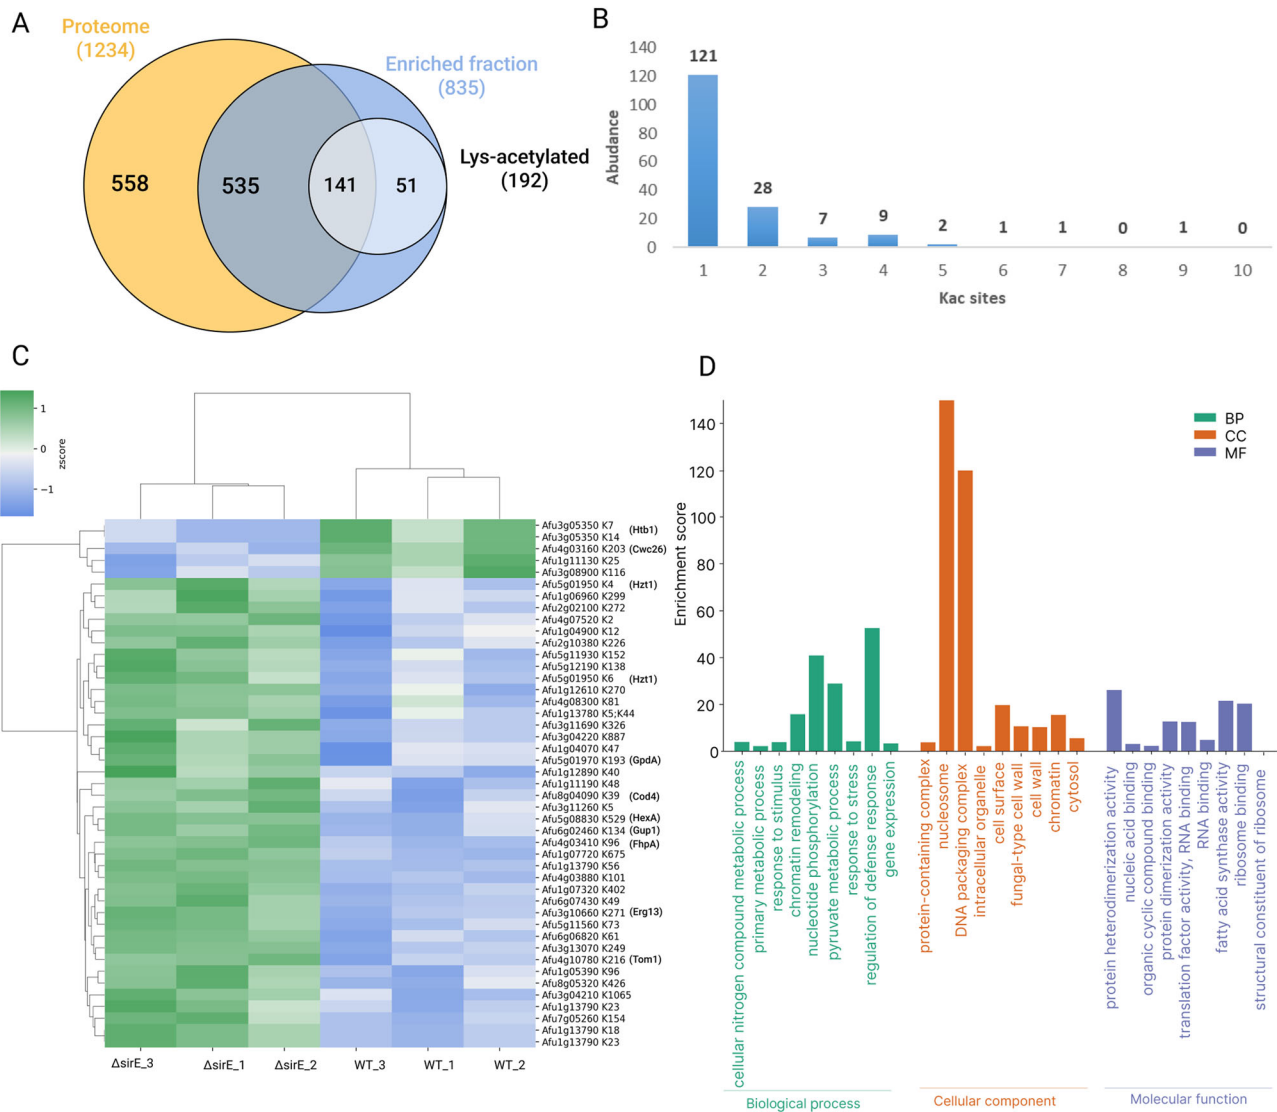 A
Proteome
(1234)
Enriched fraction
(835)
Lys-acetylated
(192)
558
535
141
51
B
Abudance
140
120
100
80
60
40
20
0
121
28
7
9
2
1
1
0
1
0
1
2
3
4
5
6
7
8
9
10
Kac sites
C
1
0
−1
zscore
Afu3g05350 K7
(Htb1)
Afu3g05350 K14
Afu4g03160 K203 (Cwc26)
Afu1g11130 K25
Afu3g08900 K116
Afu5g01950 K4 (Hzt1)
Afu1g06960 K299
Afu2g02100 K272
Afu4g07520 K2
Afu1g04900 K12
Afu2g10380 K226
Afu5g11930 K152
Afu5g12190 K138
Afu5g01950 K6 (Hzt1)
Afu1g12610 K270
Afu4g08300 K81
Afu1g13780 K5;K44
Afu3g11690 K326
Afu3g04220 K887
Afu1g04070 K47
Afu5g01970 K193 (GpdA)
Afu1g12890 K40
Afu1g11190 K48
Afu8g04090 K39 (Cod4)
Afu3g11260 K5
Afu5g08830 K529 (HexA)
Afu6g02460 K134 (Gup1)
Afu4g03410 K96 (FhpA)
Afu1g07720 K675
Afu1g13790 K56
Afu4g03880 K101
Afu1g07320 K402
Afu6g07430 K49
Afu3g10660 K271 (Erg13)
Afu5g11560 K73
Afu6g06820 K61
Afu3g13070 K249
Afu4g10780 K216 (Tom1)
Afu1g05390 K96
Afu8g05320 K426
Afu3g04210 K1065
Afu1g13790 K23
Afu7g05260 K154
Afu1g13790 K18
Afu1g13790 K23
ΔsirE_3
ΔsirE_1
ΔsirE_2
WT_3
WT_1
WT_2
D
Enrichment score
140
120
100
80
60
40
20
0
BP
CC
MF
cellular nitrogen compound metabolic process
primary metabolic process
response to stimulus
chromatin remodeling
nucleotide phosphorylation
pyruvate metabolic process
response to stress
regulation of defense response
gene expression
protein-containing complex
nucleosome
DNA packaging complex
intracellular organelle
cell surface
fungal-type cell wall
cell wall
chromatin
cytosol
protein heterodimerization activity
nucleic acid binding
organic cyclic compound binding
protein dimerization activity
translation factor activity, RNA binding
RNA binding
fatty acid synthase activity
ribosome binding
structural constituent of ribosome
Biological process
Cellular component
Molecular function